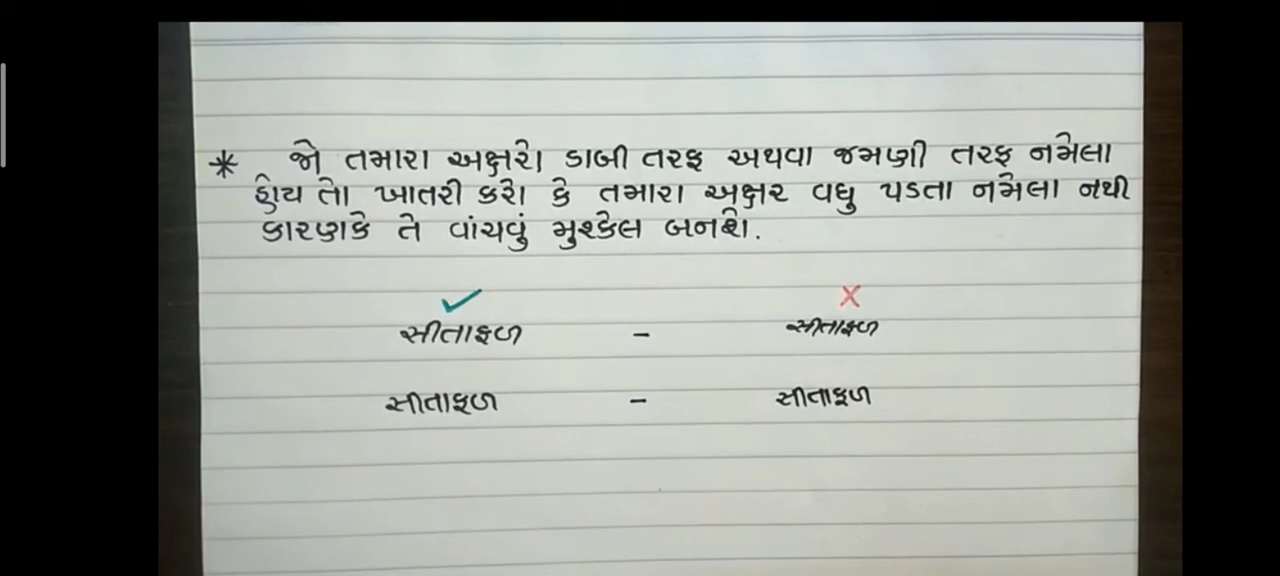 * જો તમારા અક્ષરો ડાબી તરફ અથવા જમણી તરફ નમેલા
હોય તો ખાતરી કરો કે તમારા અક્ષર વધુ પડતા નમેલા નથી
કારણકે તે વાંચવું મુશ્કેલ બનશે.
✓ X
સીતાફળ - સીતાફળ
સીતાફળ - સીતાફળ